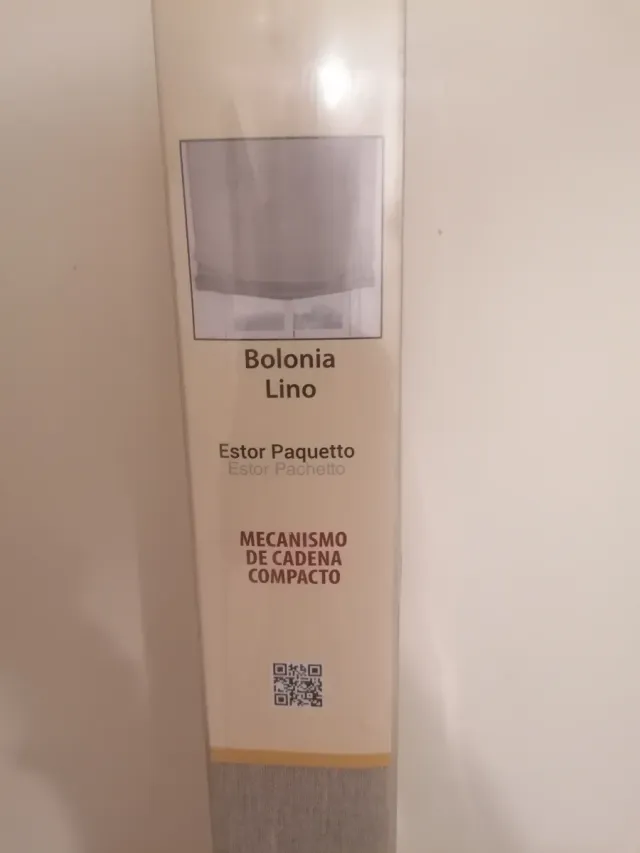 Bolonia
Lino
Estor Paquetto
Estor Pachetto
MECANISMO
DE CADENA
COMPACTO